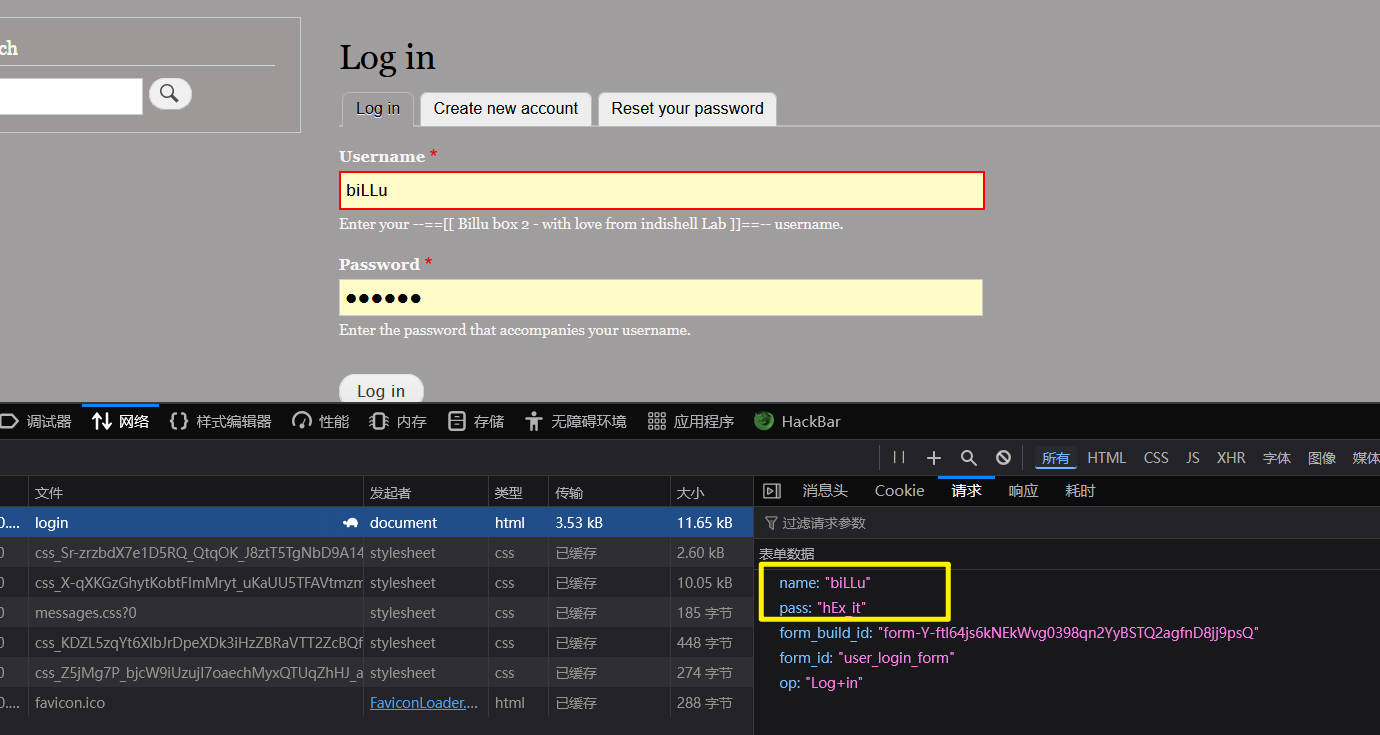 ch
Log in
Log in Create new account Reset your password
Username *
biLLu
Enter your --==[[ Billu b0x 2 - with love from indishell Lab ]]==-- username.
Password *
●●●●●●
Enter the password that accompanies your username.
Log in
调试器 网络 {} 样式编辑器 性能 内存 存储 无障碍环境 应用程序 HackBar
所有 HTML CSS JS XHR 字体 图像 媒体
文件 发起者 类型 传输 大小
消息头 Cookie 请求 响应 耗时
0.... login document html 3.53 kB 11.65 kB
过滤请求参数
0 css_Sr-zrzbdX7e1D5RQ_QtqOK_J8ztT5TgNbD9A14 stylesheet css 已缓存 2.60 kB
表单数据
0 css_X-qXKGzGhytKobtFImMryt_uKaUU5TFAVtmzm stylesheet css 已缓存 10.05 kB
name: "biLLu"
0 messages.css?0 stylesheet css 已缓存 185 字节
pass: "hEx_it"
0 css_KDZL5zqYt6XlbJrDpeXDk3iHzZBRaVTT2ZcBQf stylesheet css 已缓存 448 字节
form_build_id: "form-Y-ftl64js6kNEkWvg0398qn2YyBSTQ2agfnD8jj9psQ"
0 css_Z5jMg7P_bjcW9iUzujI7oaechMyxQTUqZhHJ_a stylesheet css 已缓存 274 字节
form_id: "user_login_form"
0.... favicon.ico FaviconLoader.... html 已缓存 288 字节
op: "Log+in"